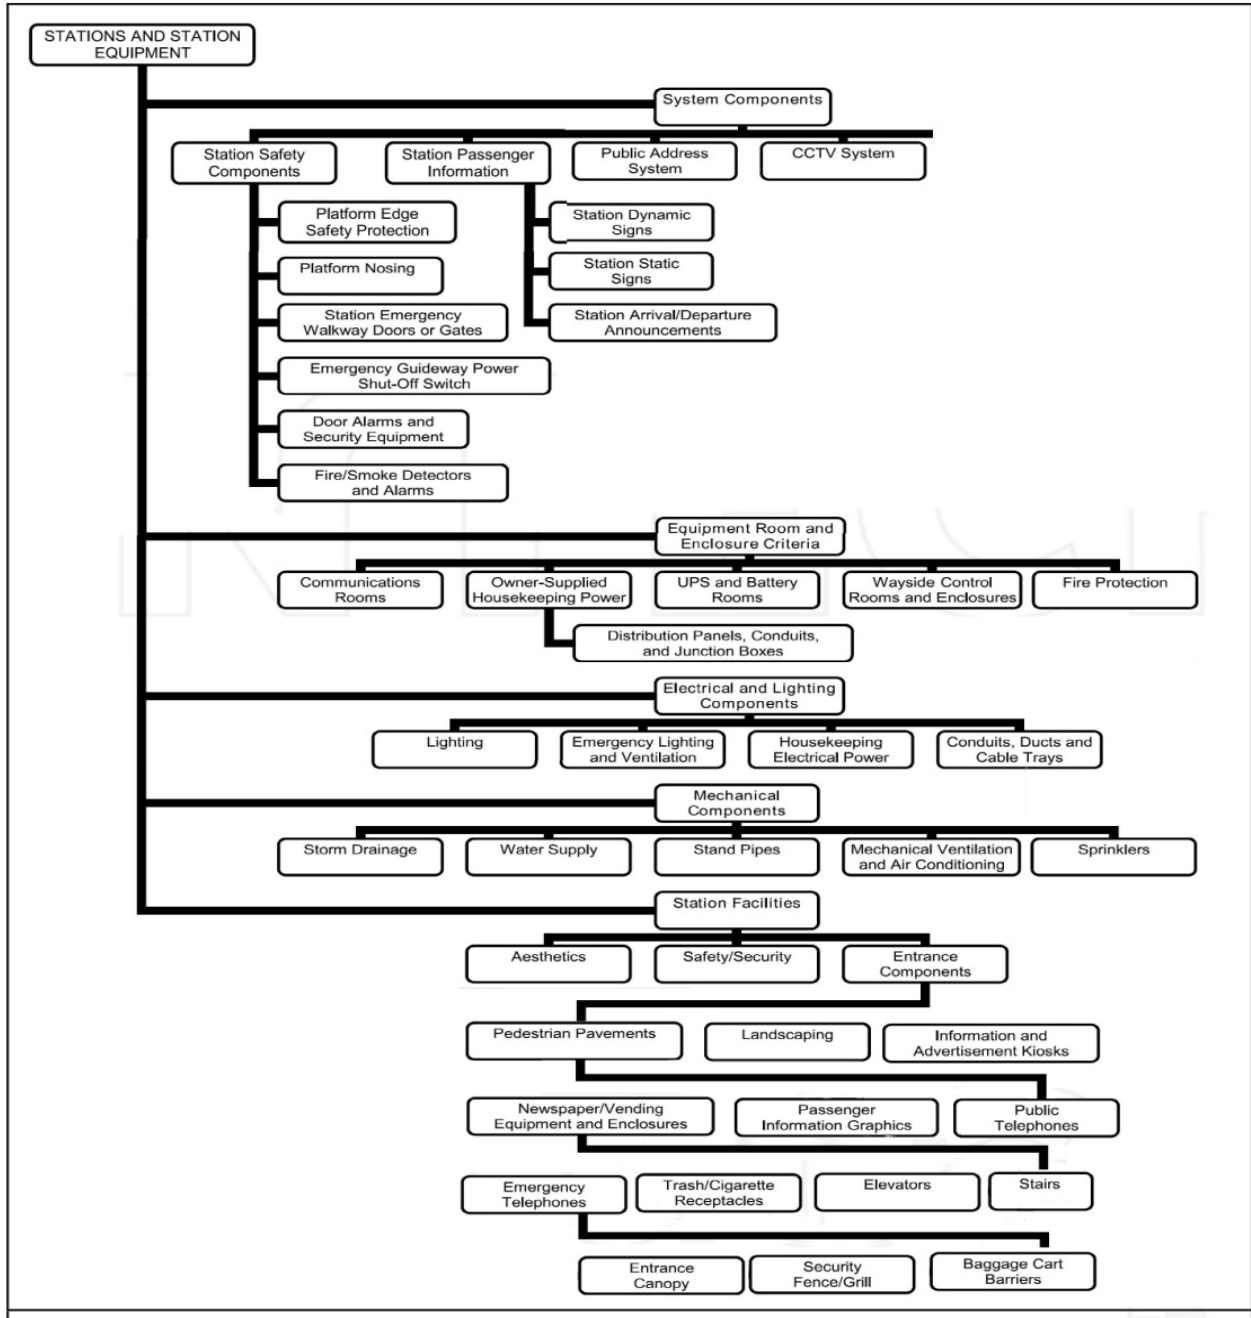 STATIONS AND STATION
EQUIPMENT
System Components
Station Safety
Components
Station Passenger
Information
Public Address
System
CCTV System
Platform Edge
Safety Protection
Platform Nosing
Station Emergency
Walkway Doors or Gates
Emergency Guideway Power
Shut-Off Switch
Door Alarms and
Security Equipment
Fire/Smoke Detectors
and Alarms
Station Dynamic
Signs
Station Static
Signs
Station Arrival/Departure
Announcements
Equipment Room and
Enclosure Criteria
Communications
Rooms
Owner-Supplied
Housekeeping Power
UPS and Battery
Rooms
Wayside Control
Rooms and Enclosures
Fire Protection
Distribution Panels, Conduits,
and Junction Boxes
Electrical and Lighting
Components
Lighting
Emergency Lighting
and Ventilation
Housekeeping
Electrical Power
Conduits, Ducts and
Cable Trays
Mechanical
Components
Storm Drainage
Water Supply
Stand Pipes
Mechanical Ventilation
and Air Conditioning
Sprinklers
Station Facilities
Aesthetics
Safety/Security
Entrance
Components
Pedestrian Pavements
Landscaping
Information and
Advertisement Kiosks
Newspaper/Vending
Equipment and Enclosures
Passenger
Information Graphics
Public
Telephones
Emergency
Telephones
Trash/Cigarette
Receptacles
Elevators
Stairs
Entrance
Canopy
Security
Fence/Grill
Baggage Cart
Barriers